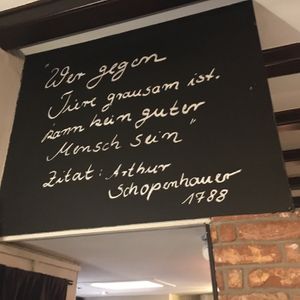 "Wer gegen
Tiere grausam ist,
kann kein guter
Mensch sein"
Zitat: Arthur
Schopenhauer
1788